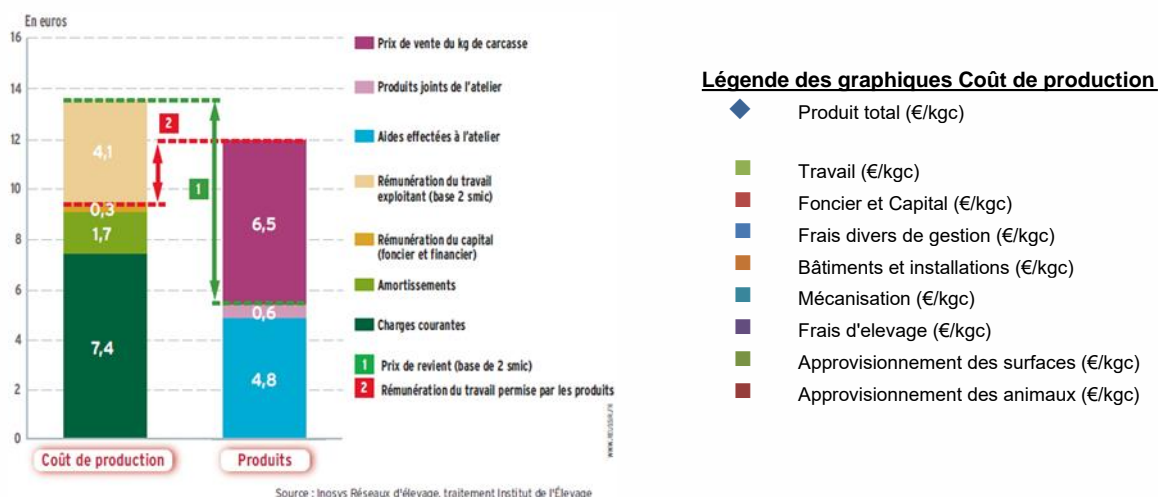 En euros
16
14
12
10
8
6
4
2
0
4,1
0,3
1,7
7,4
2
1
6,5
0,6
4,8
Coût de production
Produits
Prix de vente du kg de carcasse
Produits joints de l'atelier
Aides effectées à l'atelier
Rémunération du travail
exploitant (base 2 smic)
Rémunération du capital
(foncier et financier)
Amortissements
Charges courantes
1 Prix de revient (base de 2 smic)
2 Rémunération du travail permise par les produits
WWW.REUSSIR.FR
Source : Inosys Réseaux d'élevage, traitement Institut de l'Élevage
Légende des graphiques Coût de production
Produit total (€/kgc)
Travail (€/kgc)
Foncier et Capital (€/kgc)
Frais divers de gestion (€/kgc)
Bâtiments et installations (€/kgc)
Mécanisation (€/kgc)
Frais d'elevage (€/kgc)
Approvisionnement des surfaces (€/kgc)
Approvisionnement des animaux (€/kgc)